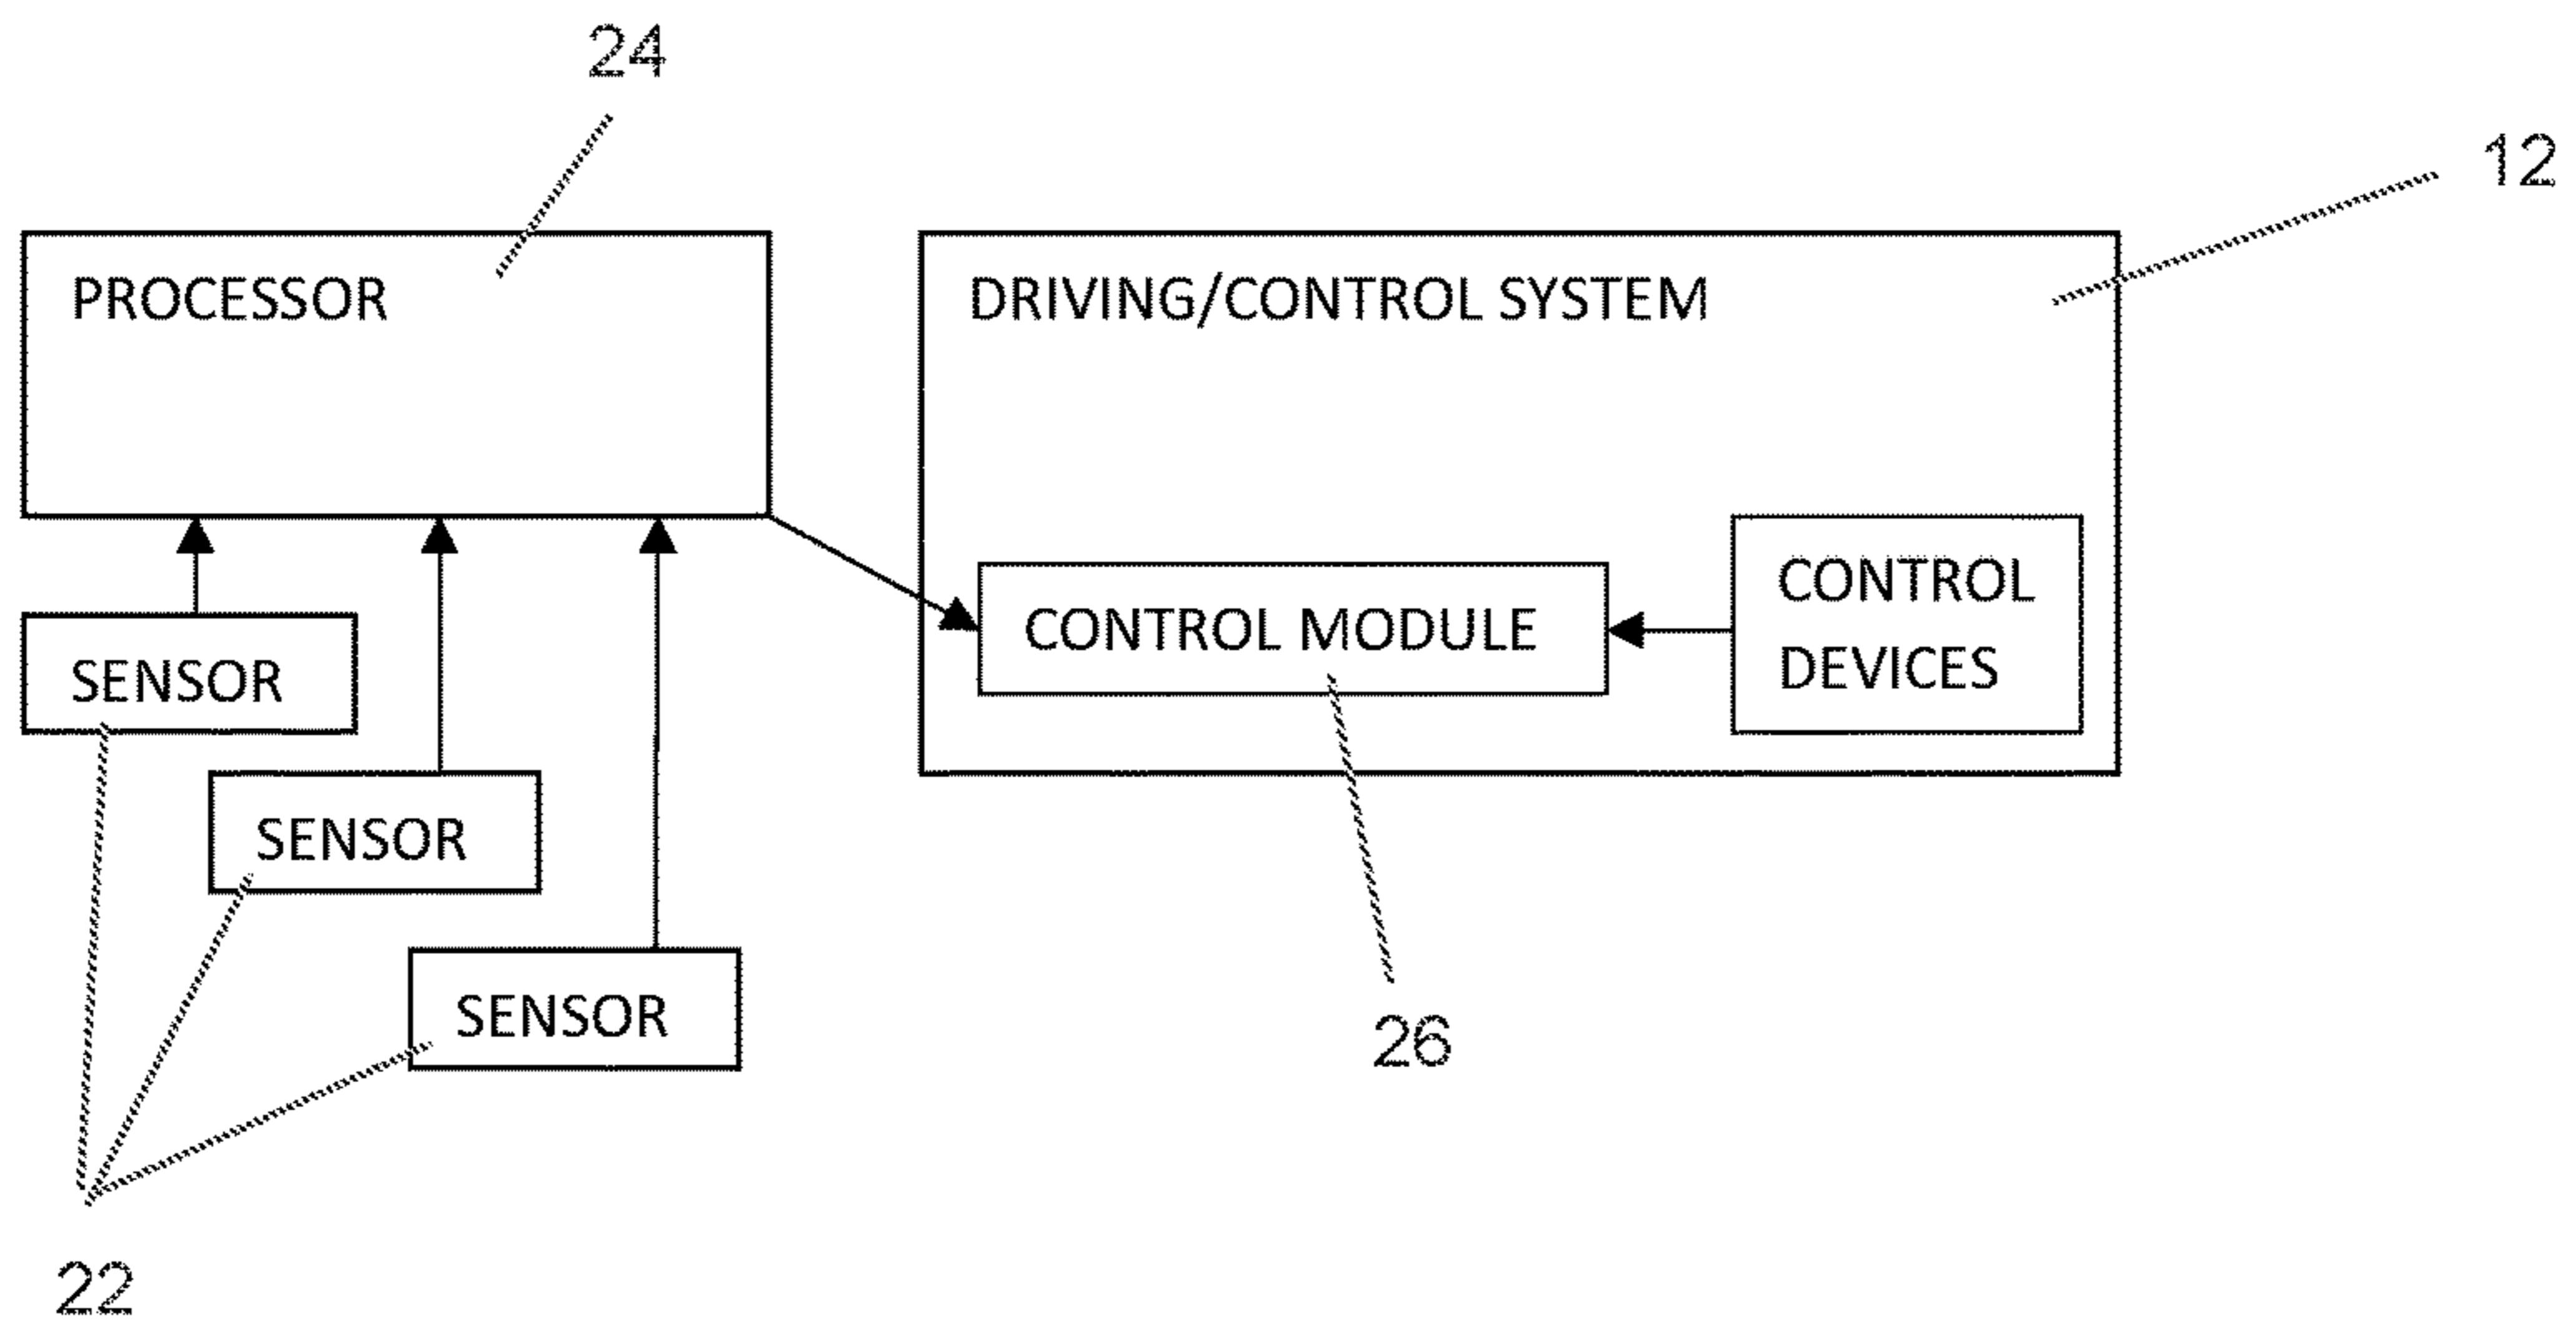 24
12
PROCESSOR
DRIVING/CONTROL SYSTEM
CONTROL MODULE
CONTROL
DEVICES
SENSOR
SENSOR
SENSOR
26
22